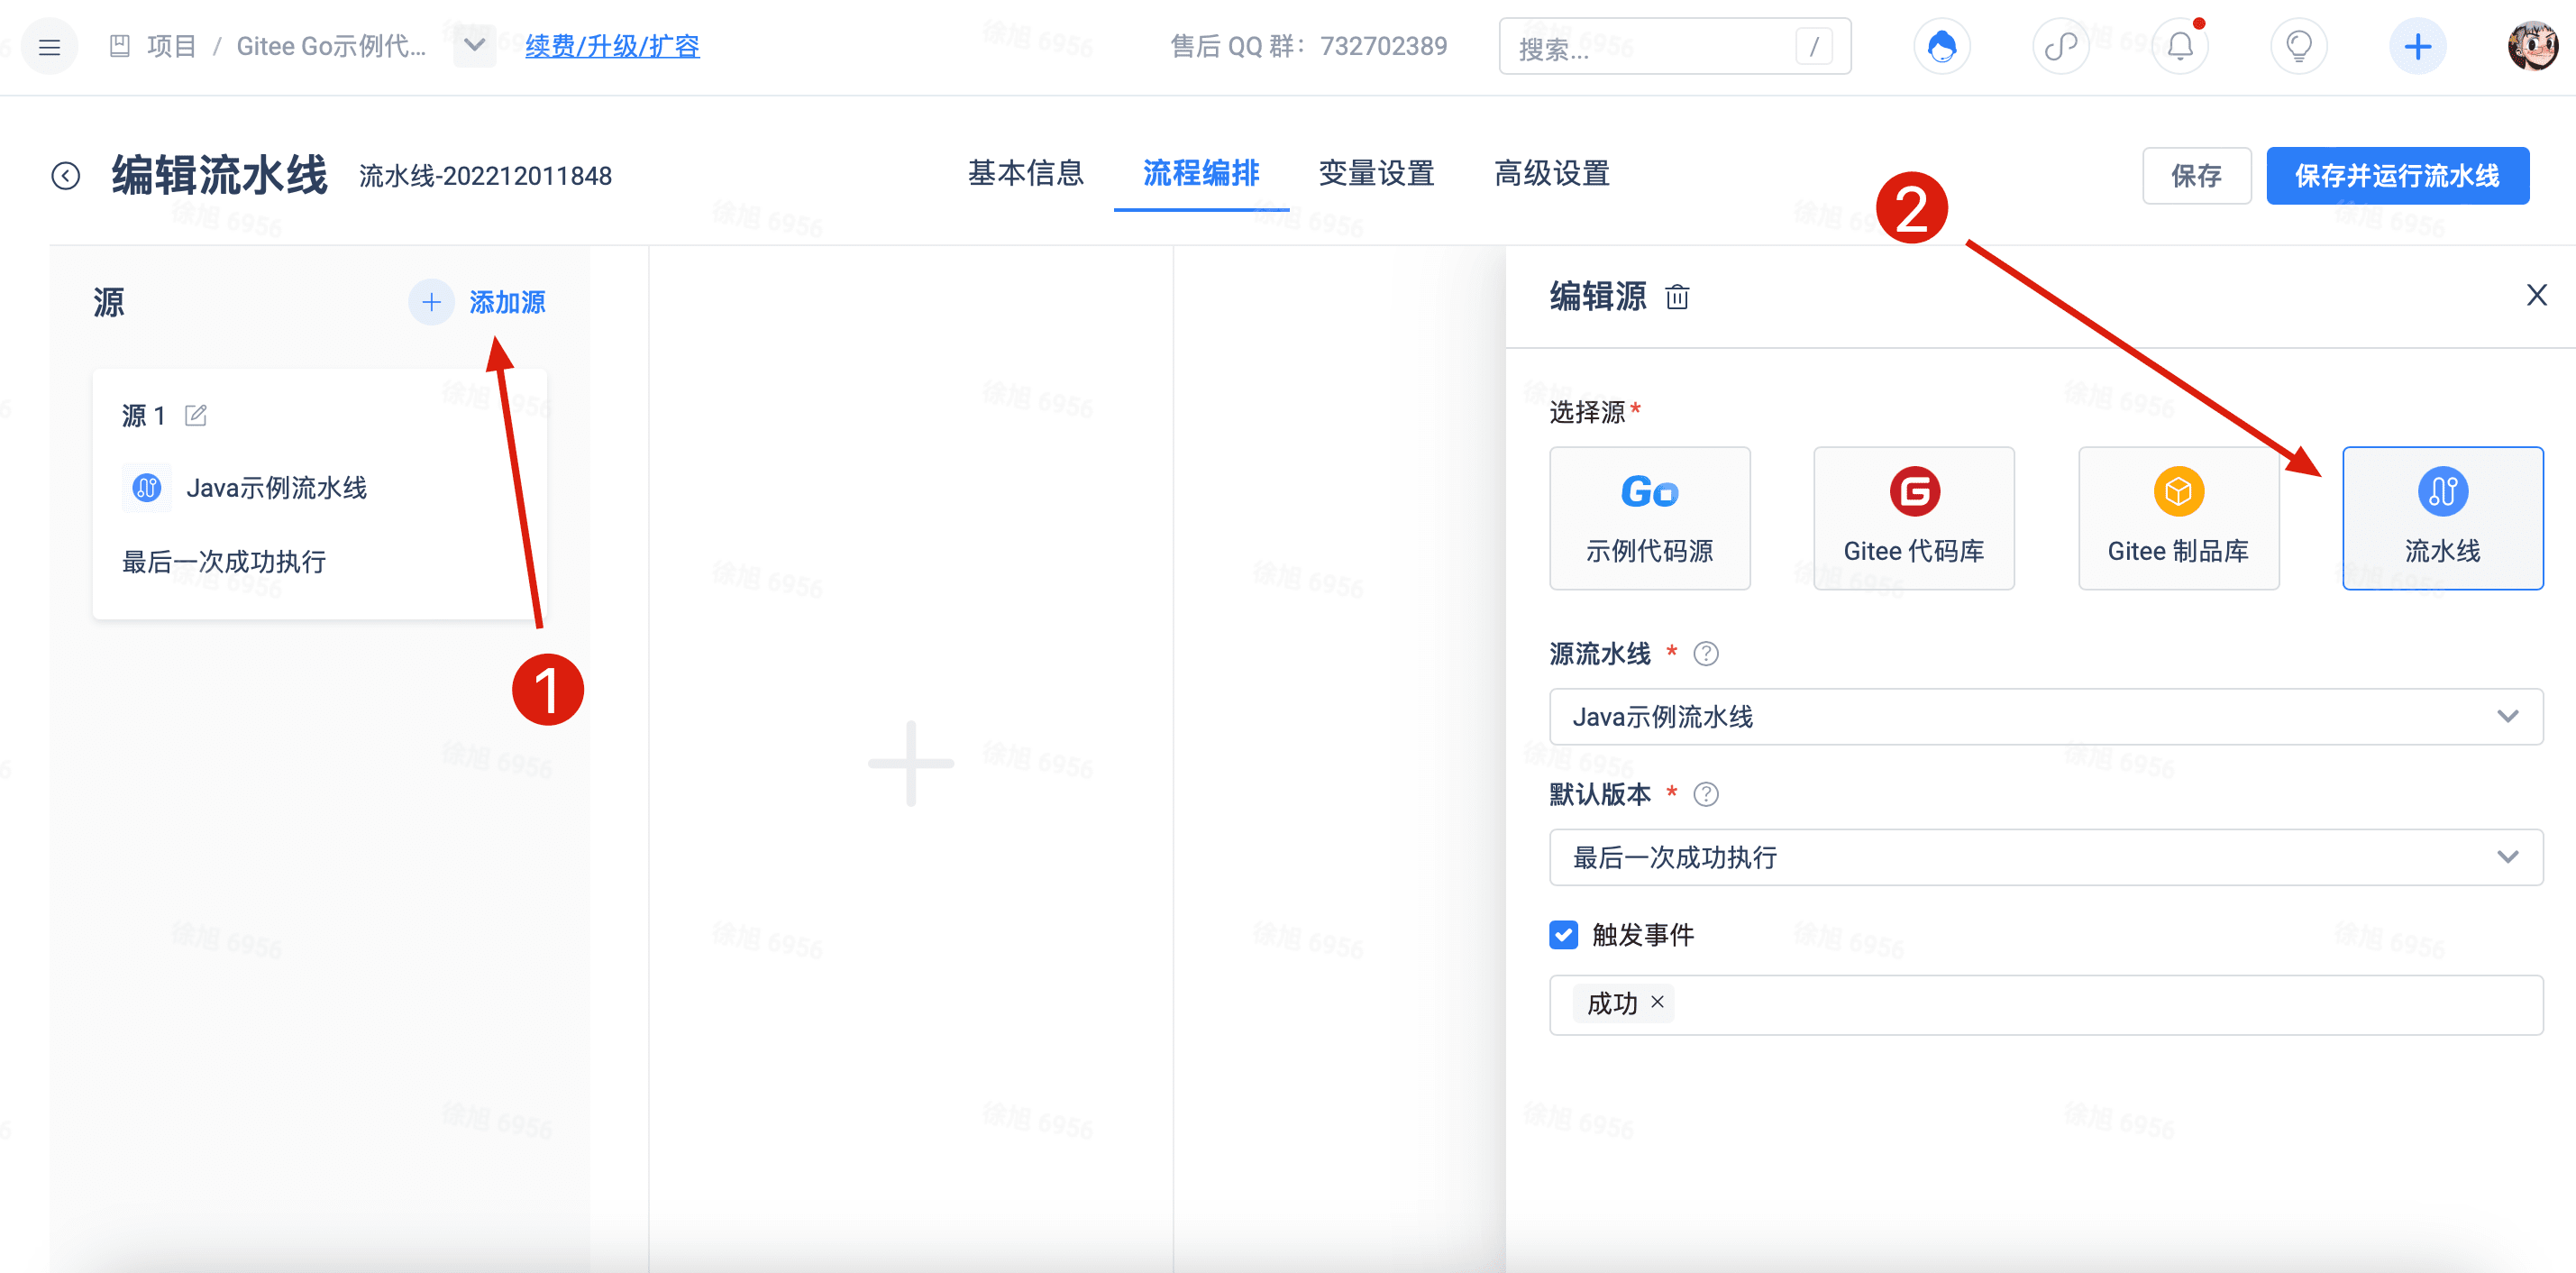 项目 / Gitee Go示例代... 续费/升级/扩容 售后 QQ 群：732702389 搜索... /
编辑流水线 流水线-202212011848 基本信息 流程编排 变量设置 高级设置 保存 保存并运行流水线
2
源 + 添加源
源 1
Java示例流水线
最后一次成功执行
1
编辑源
选择源*
Go G
示例代码源 Gitee 代码库 Gitee 制品库 流水线
源流水线 * ?
Java示例流水线
默认版本 * ?
最后一次成功执行
触发事件
成功 ×
徐旭 6956